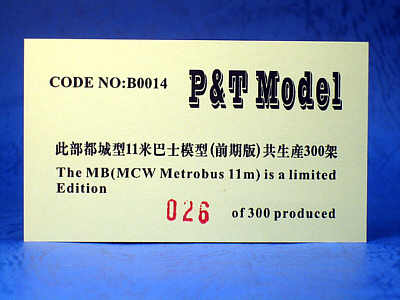 CODE NO:B0014 P&T Model
此部都城型11米巴士模型(前期版)共生産300架
The MB(MCW Metrobus 11m) is a limited
Edition
026 of 300 produced